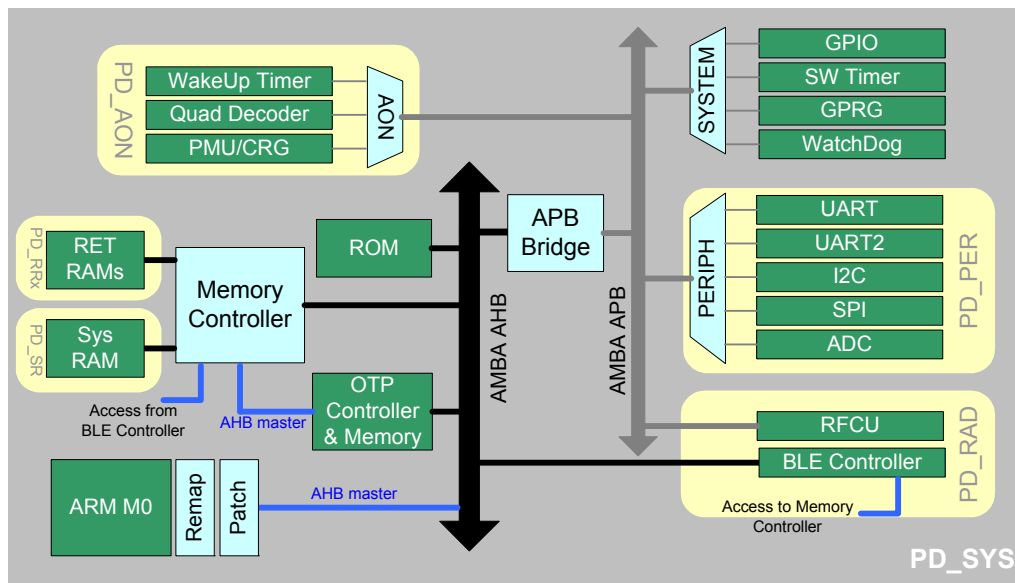 PD_AON
WakeUp Timer
Quad Decoder
PMU/CRG
AON
SYSTEM
GPIO
SW Timer
GPRG
WatchDog
PD_RRx
RET
RAMs
PD_SR
Sys
RAM
Memory
Controller
ROM
APB
Bridge
AMBA AHB
AMBA APB
PERIPH
UART
UART2
I2C
SPI
ADC
PD_PER
Access from
BLE Controller
AHB master
OTP
Controller
& Memory
RFCU
BLE Controller
PD_RAD
Access to Memory
Controller
ARM M0
Remap
Patch
AHB master
PD_SYS